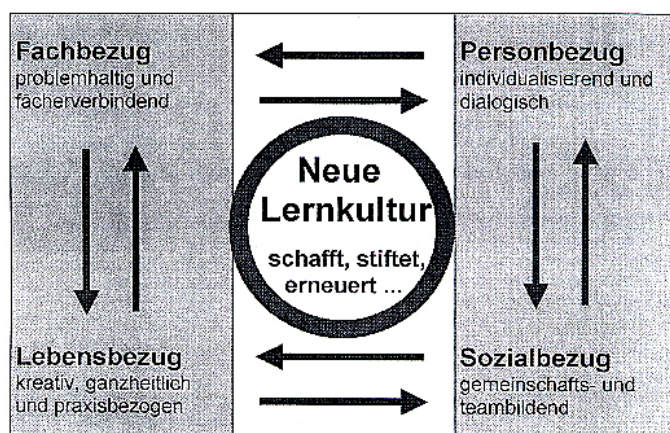 Fachbezug
problemhaltig und
fächerverbindend
Personbezug
individualisierend und
dialogisch
Neue
Lernkultur
schafft, stiftet,
erneuert ...
Lebensbezug
kreativ, ganzheitlich
und praxisbezogen
Sozialbezug
gemeinschafts- und
teambildend